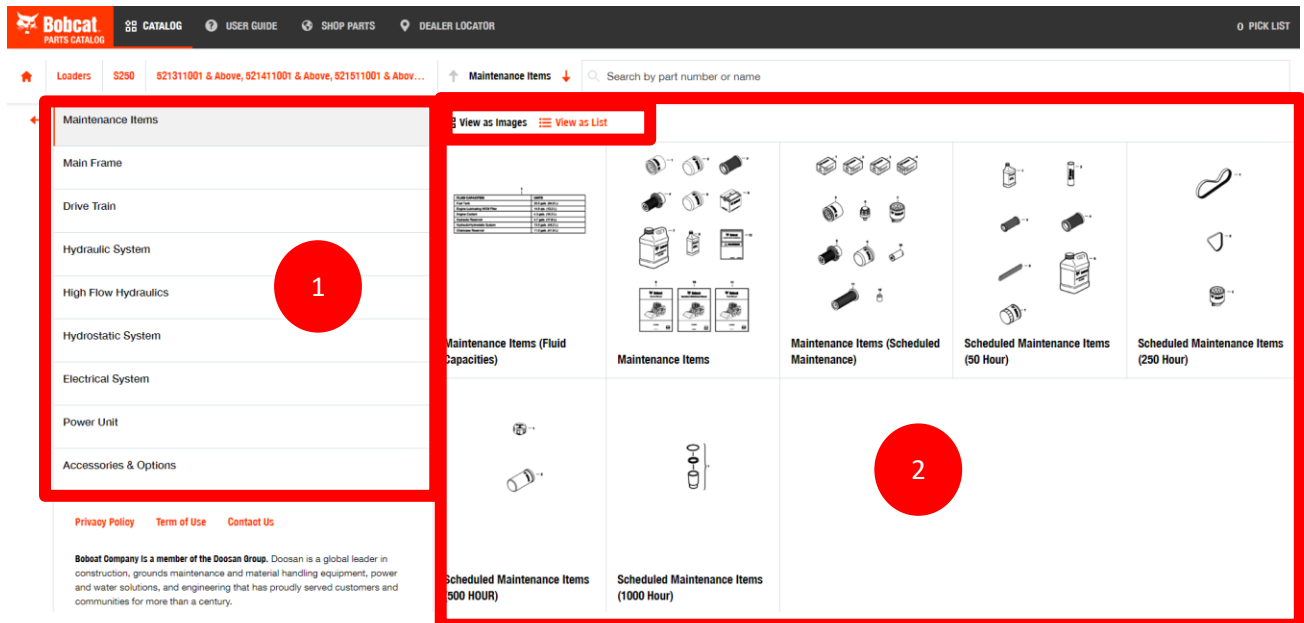 Bobcat
PARTS CATALOG
CATALOG
USER GUIDE
SHOP PARTS
DEALER LOCATOR
0 PICK LIST
Loaders
S250
521311001 & Above, 521411001 & Above, 521511001 & Abov...
Maintenance Items
Search by part number or name
Maintenance Items
Main Frame
Drive Train
Hydraulic System
High Flow Hydraulics
Hydrostatic System
Electrical System
Power Unit
Accessories & Options
1
Privacy Policy
Term of Use
Contact Us
Bobcat Company is a member of the Doosan Group. Doosan is a global leader in
construction, grounds maintenance and material handling equipment, power
and water solutions, and engineering that has proudly served customers and
communities for more than a century.
View as Images
View as List
FLUID CAPACITIES
UNITS
Maintenance Items (Fluid
Capacities)
Maintenance Items
Maintenance Items (Scheduled
Maintenance)
Scheduled Maintenance Items
(50 Hour)
Scheduled Maintenance Items
(250 Hour)
2
Scheduled Maintenance Items
(500 HOUR)
Scheduled Maintenance Items
(1000 Hour)